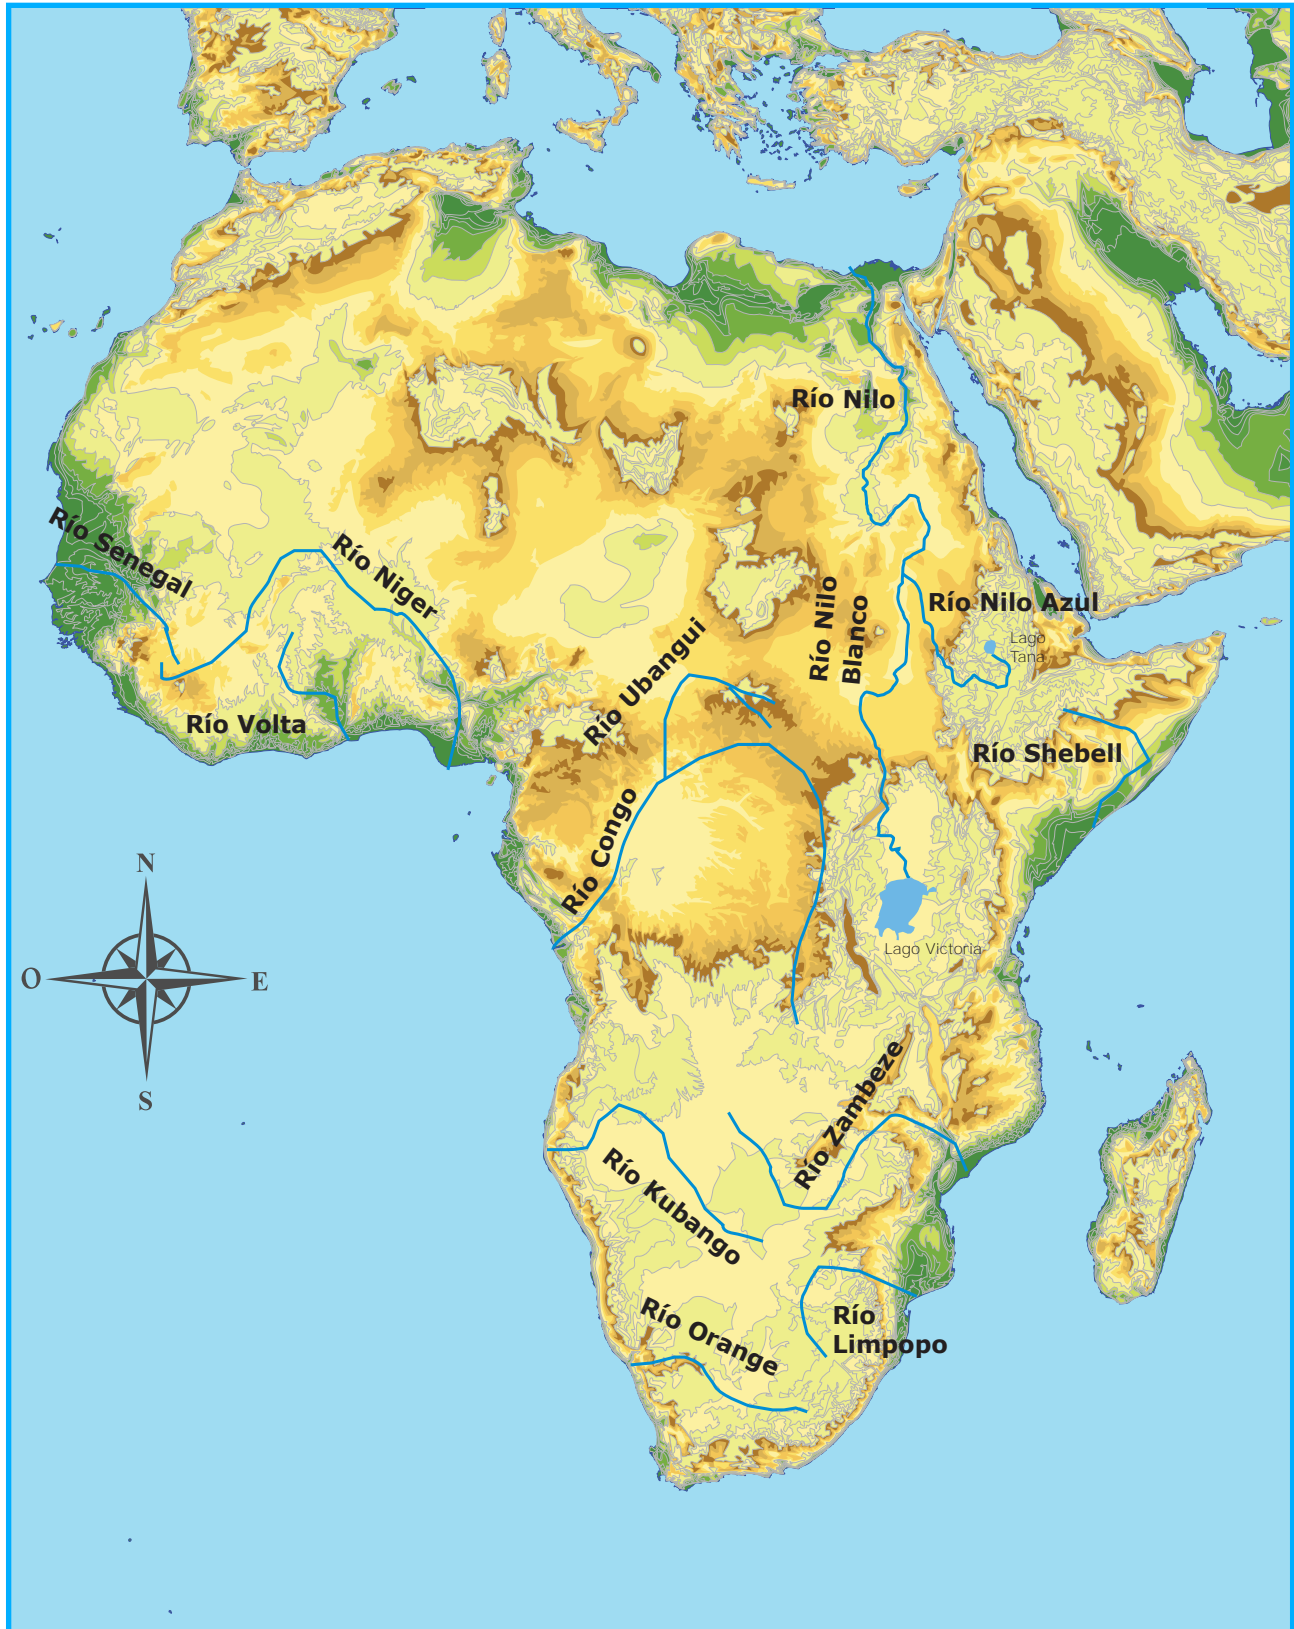 Río Nilo
Río Senegal
Río Niger
Río Nilo
Blanco
Río Nilo Azul
Lago
Tana
Río Ubangui
Río Volta
Río Shebell
Río Congo
N
O
E
S
Lago Victoria
Río Zambeze
Río Kubango
Río Orange
Río
Limpopo